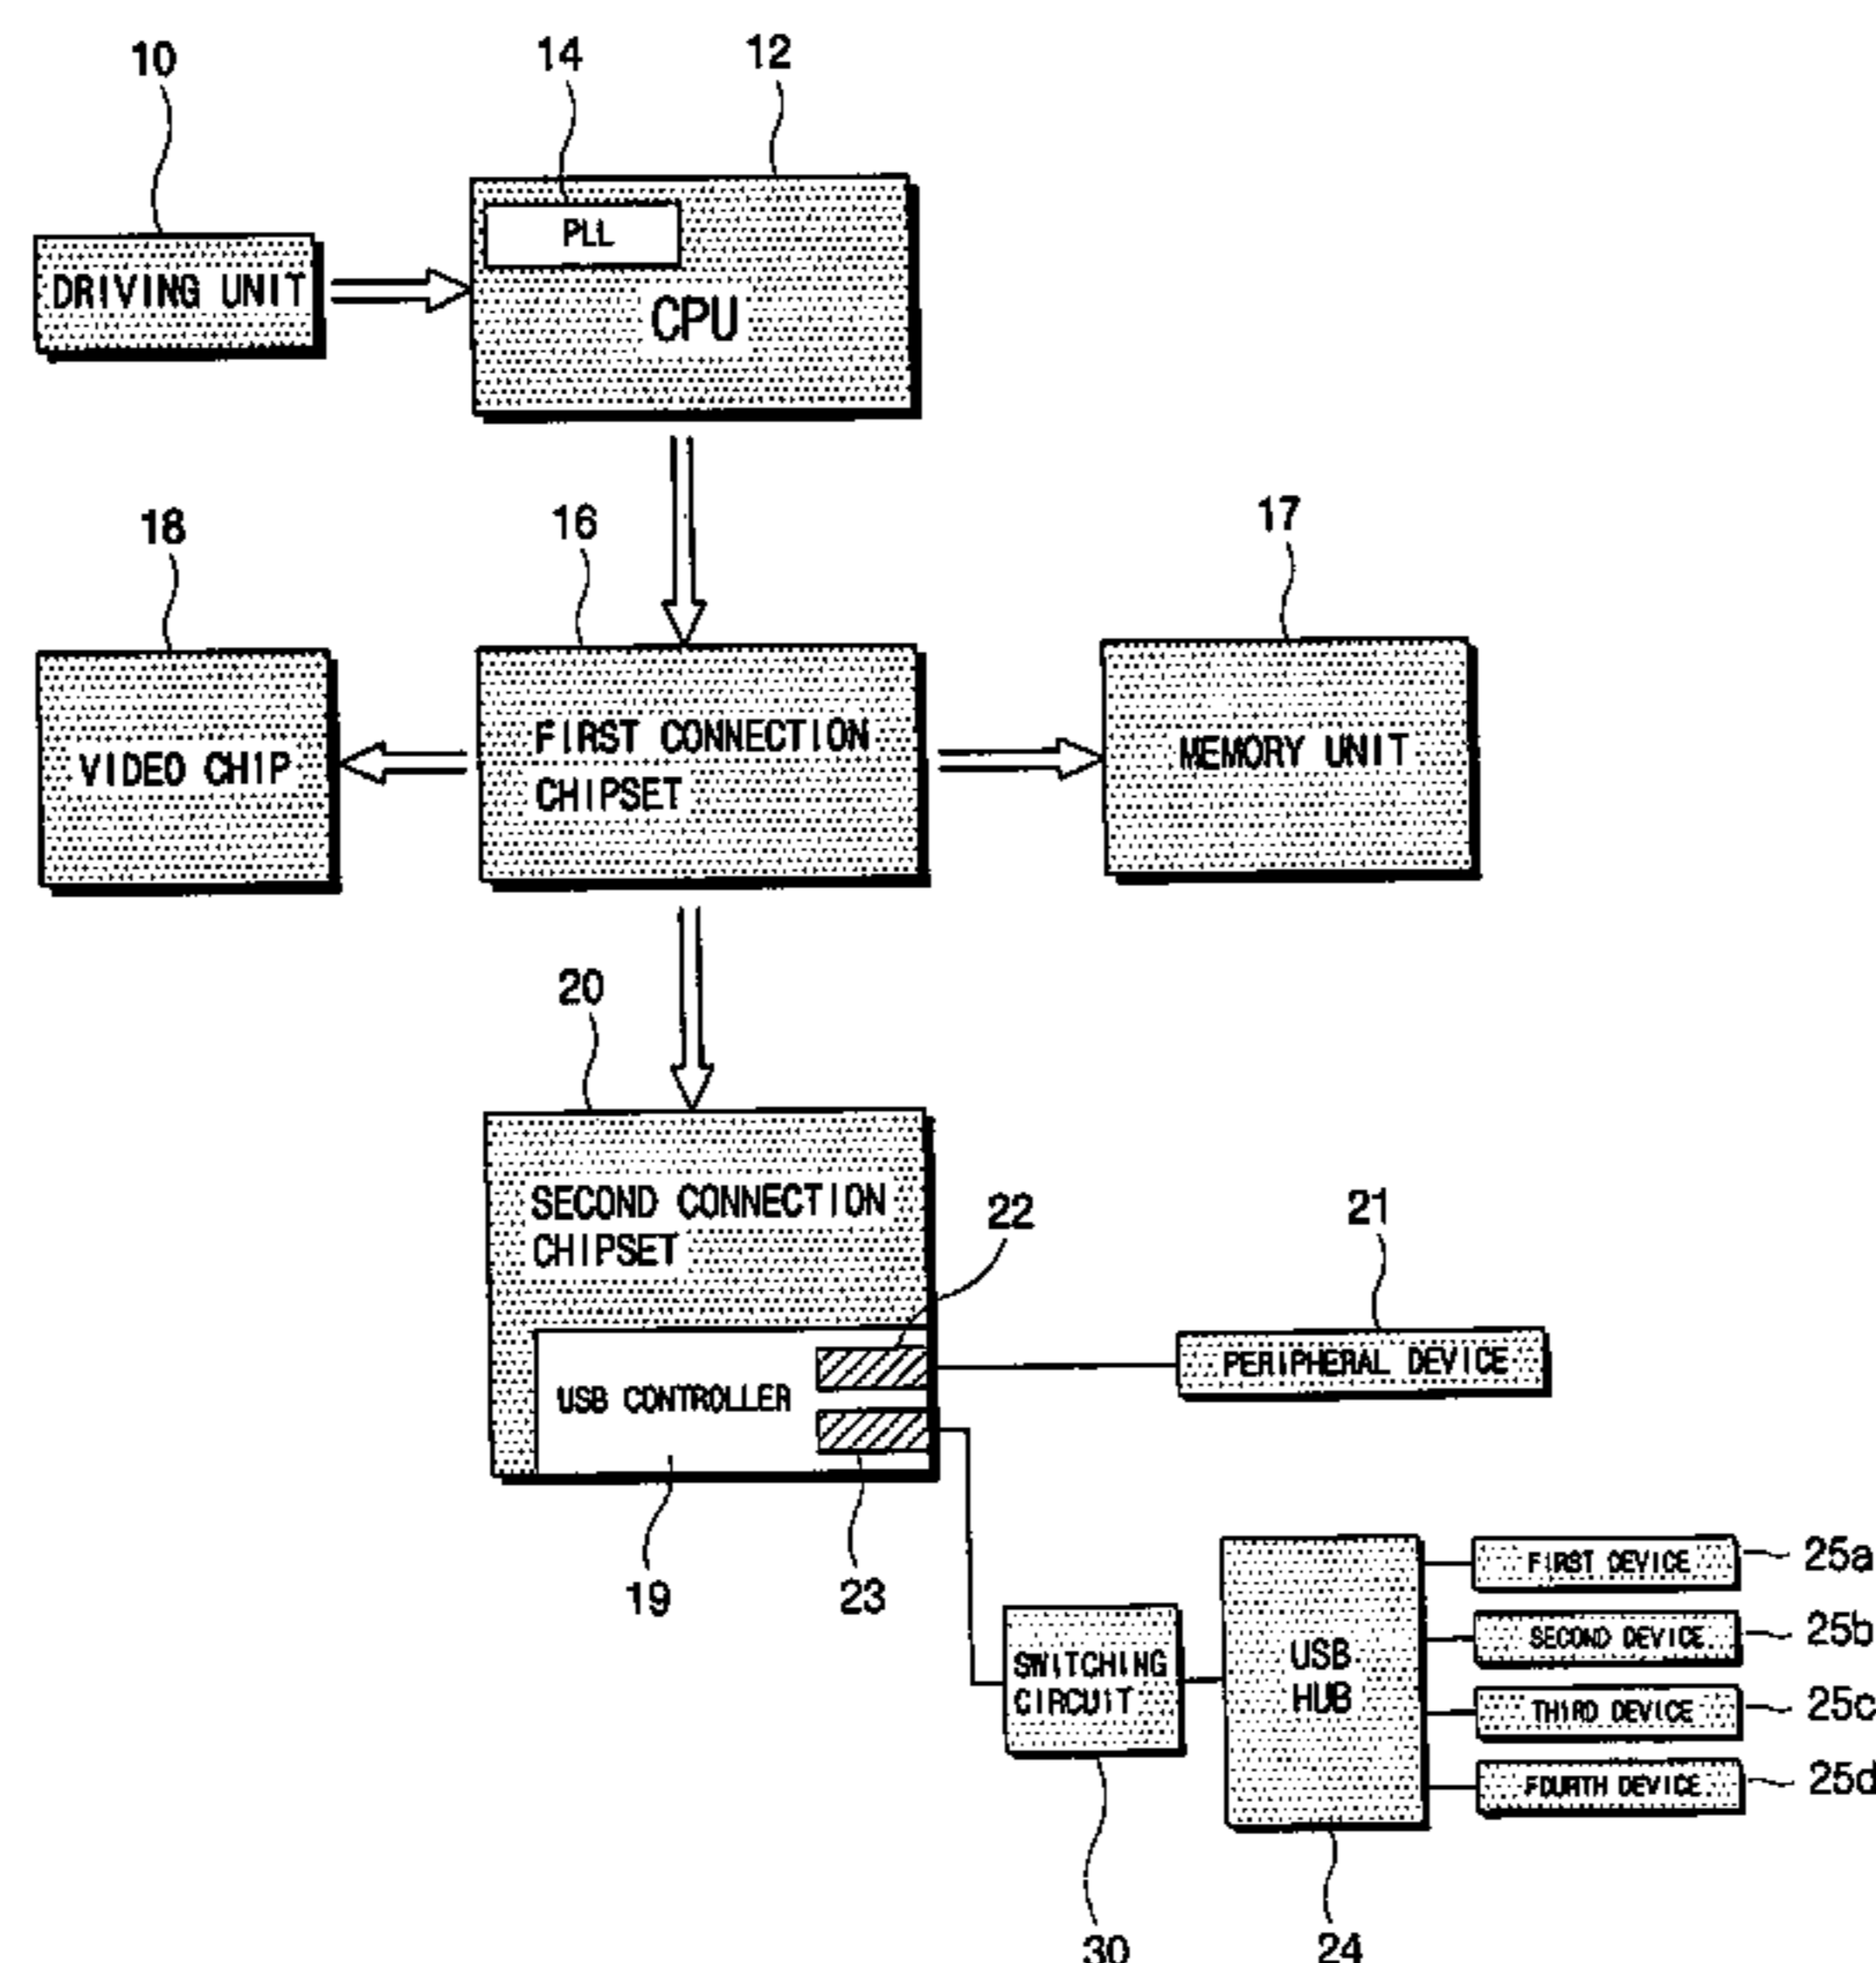 10
14
12
PLL
DRIVING UNIT
CPU
18
16
17
VIDEO CHIP
FIRST CONNECTION
CHIPSET
MEMORY UNIT
20
SECOND CONNECTION
CHIPSET
22
21
USB CONTROLLER
PERIPHERAL DEVICE
19
23
SWITCHING
CIRCUIT
USB
HUB
FIRST DEVICE
25a
SECOND DEVICE
25b
THIRD DEVICE
25c
FOURTH DEVICE
25d
30
24